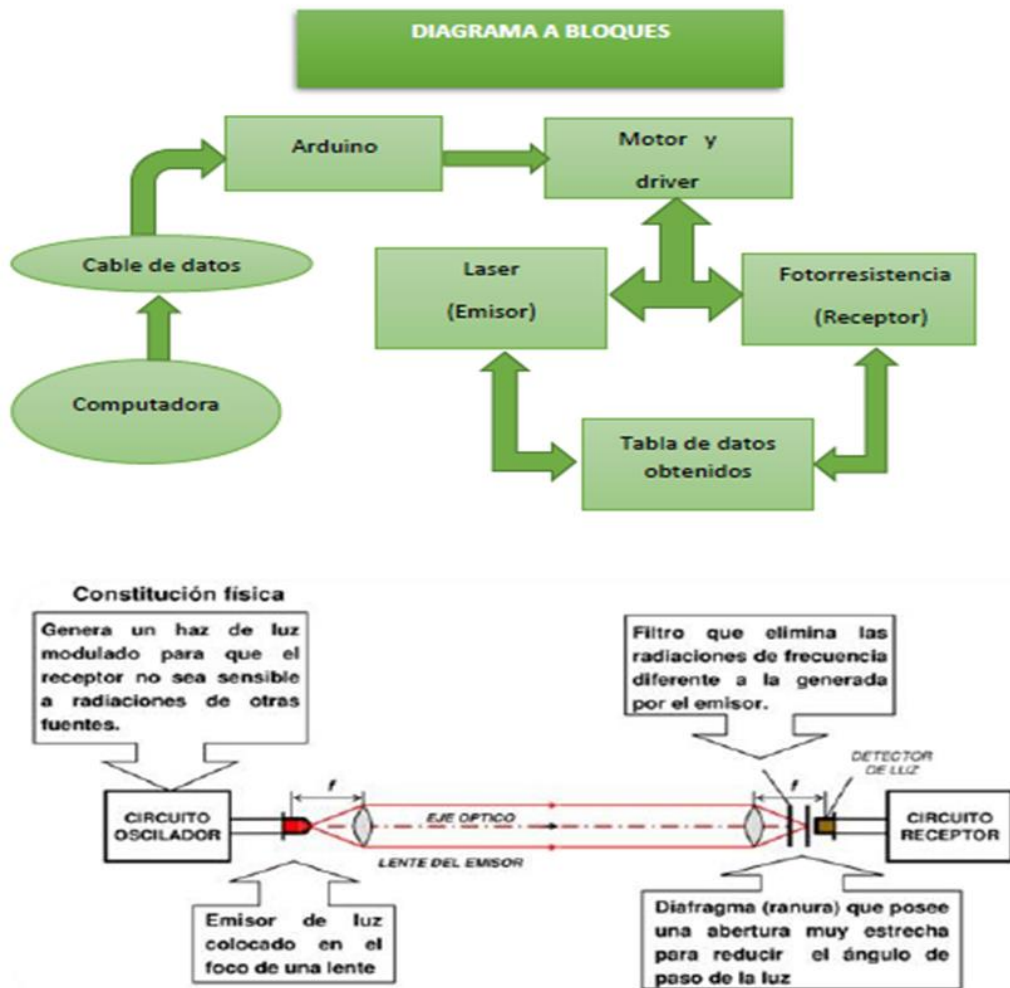 DIAGRAMA A BLOQUES
Arduino
Motor y
driver
Cable de datos
Laser
(Emisor)
Fotorresistencia
(Receptor)
Computadora
Tabla de datos
obtenidos
Constitución física
Genera un haz de luz
modulado para que el
receptor no sea sensible
a radiaciones de otras
fuentes.
Filtro que elimina las
radiaciones de frecuencia
diferente a la generada
por el emisor.
DETECTOR
DE LUZ
f
f
CIRCUITO
OSCILADOR
EJE OPTICO
LENTE DEL EMISOR
CIRCUITO
RECEPTOR
Emisor de luz
colocado en el
foco de una lente
Diafragma (ranura) que posee
una abertura muy estrecha
para reducir el ángulo de
paso de la luz